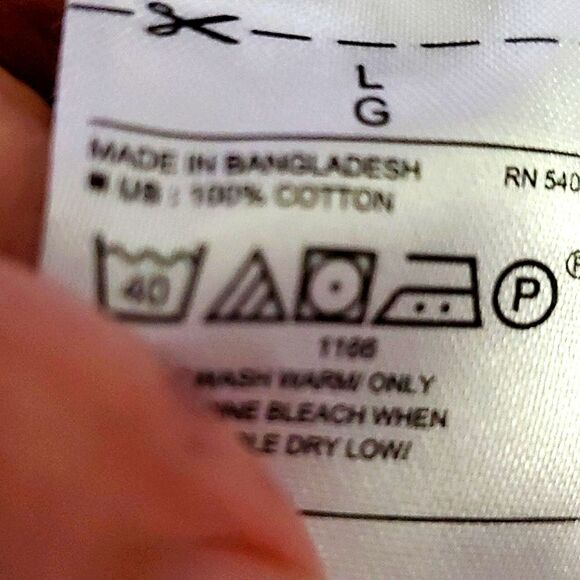 L
G
MADE IN BANGLADESH
RN 540
US : 100% COTTON
40
P
1166
WASH WARM/ ONLY
BLEACH WHEN
DRY LOW/